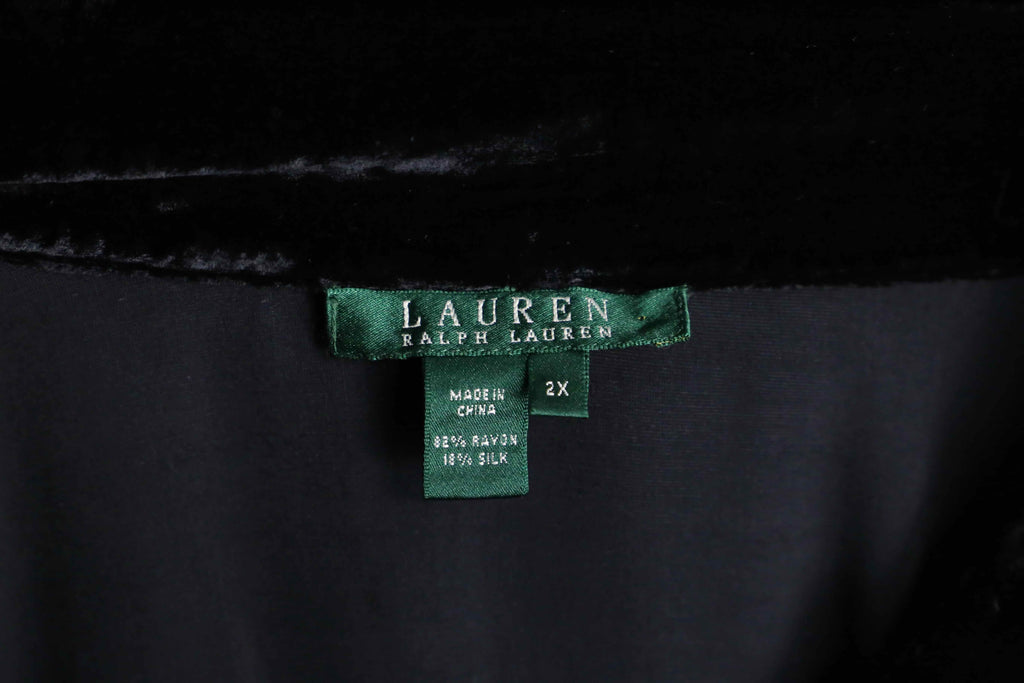 LAUREN
RALPH LAUREN
2X
MADE IN
CHINA
82% RAYON
18% SILK